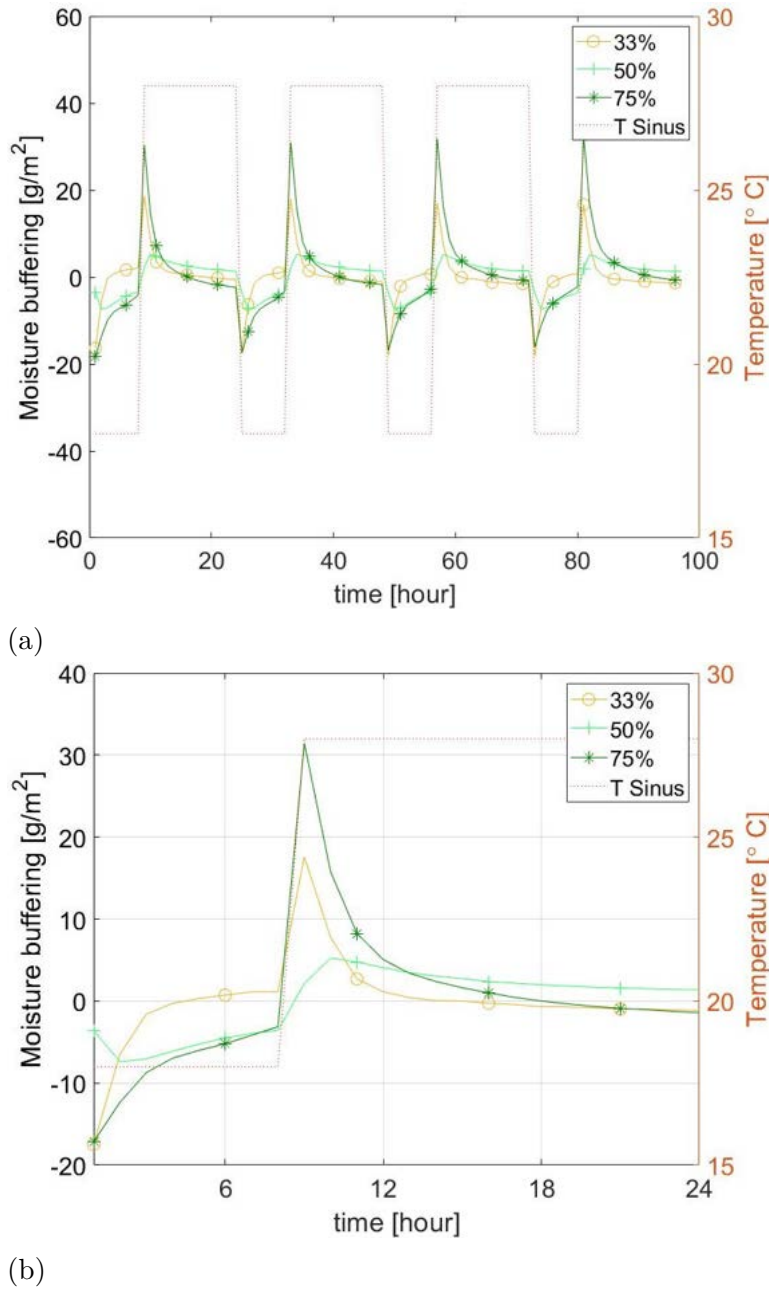 60
40
20
0
-20
-40
-60
Moisture buffering [g/m²]
30
25
20
15
Temperature [° C]
33%
50%
75%
T Sinus
0 20 40 60 80 100
time [hour]
(a)
40
30
20
10
0
-10
-20
Moisture buffering [g/m²]
30
25
20
15
Temperature [° C]
33%
50%
75%
T Sinus
6 12 18 24
time [hour]
(b)